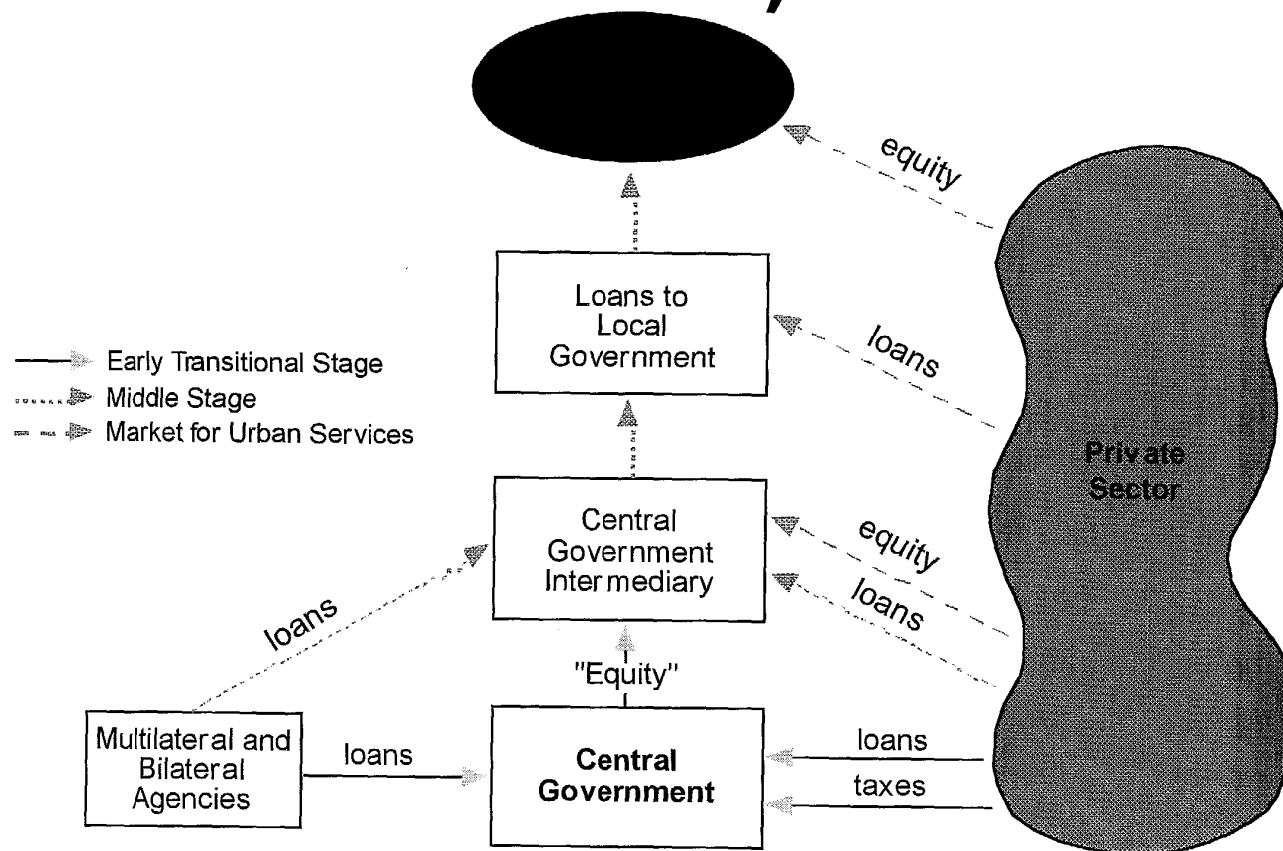 equity
Loans to
Local
Government
loans
Early Transitional Stage
Middle Stage
Market for Urban Services
Private
Sector
Central
Government
Intermediary
equity
loans
loans
"Equity"
Multilateral and
Bilateral
Agencies
loans
Central
Government
loans
taxes